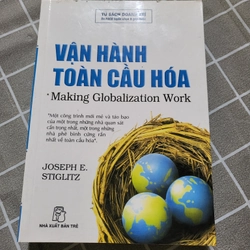 TỦ SÁCH DOANH TRÍ
VẬN HÀNH
TOÀN CẦU HÓA
Making Globalization Work
"Một công trình mới mẻ và táo bạo
của một trong những nhà quan sát
cẩn trọng nhất, một trong những
nhà phê bình cứng rắn
nhất về toàn cầu hóa".
JOSEPH E.
STIGLITZ
NHÀ XUẤT BẢN TRẺ